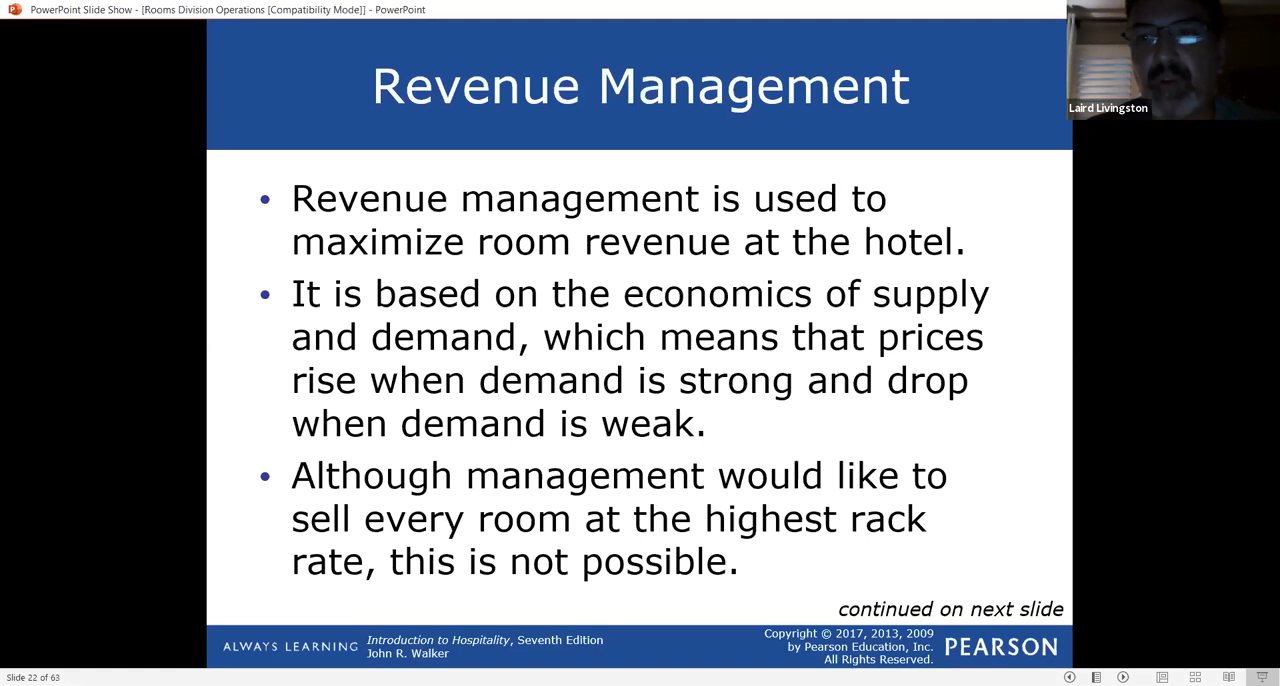 PowerPoint Slide Show - [Rooms Division Operations [Compatibility Mode]] - PowerPoint
Laird Livingston
Revenue Management
• Revenue management is used to
maximize room revenue at the hotel.
• It is based on the economics of supply
and demand, which means that prices
rise when demand is strong and drop
when demand is weak.
• Although management would like to
sell every room at the highest rack
rate, this is not possible.
continued on next slide
ALWAYS LEARNING
Introduction to Hospitality, Seventh Edition
John R. Walker
Copyright © 2017, 2013, 2009
by Pearson Education, Inc.
All Rights Reserved.
PEARSON
Slide 22 of 63